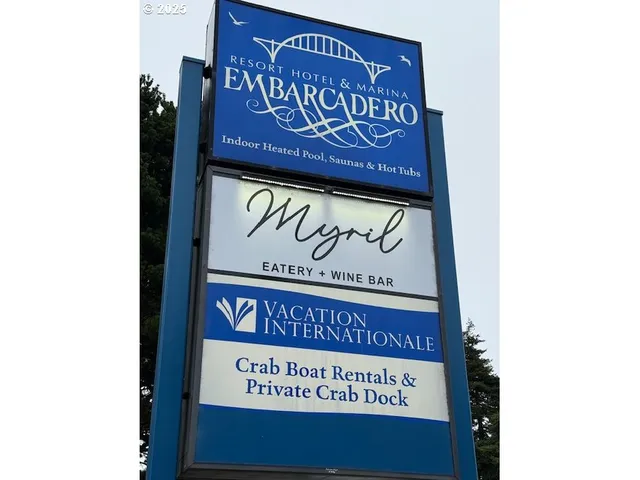 © 2025
RESORT HOTEL & MARINA
EMBARCADERO
Indoor Heated Pool, Saunas & Hot Tubs
Myril
EATERY + WINE BAR
VACATION
INTERNATIONALE
Crab Boat Rentals &
Private Crab Dock